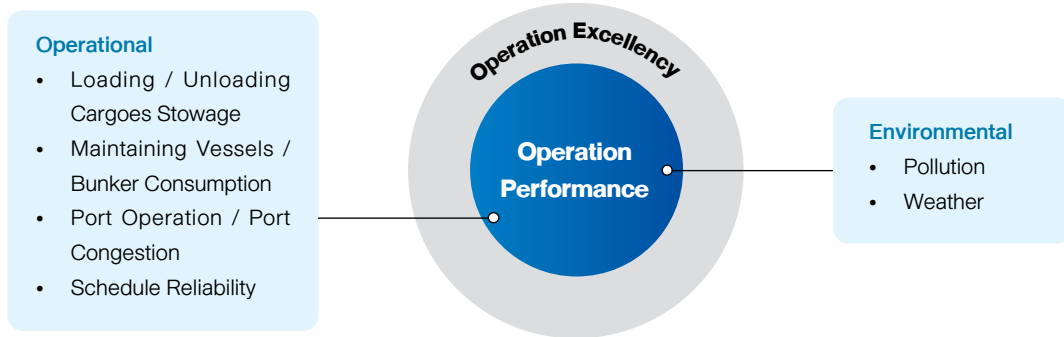 Operational
• Loading / Unloading
Cargoes Stowage
• Maintaining Vessels /
Bunker Consumption
• Port Operation / Port
Congestion
• Schedule Reliability
Operation Excellency
Operation
Performance
Environmental
• Pollution
• Weather